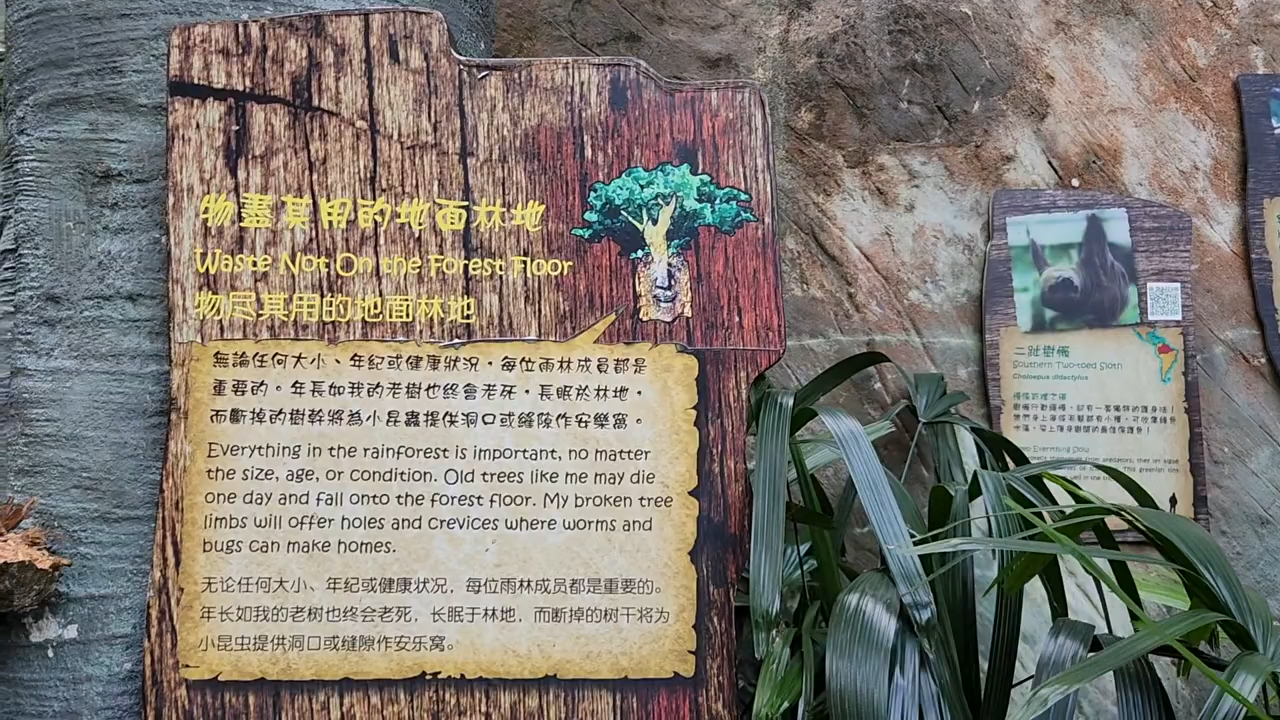 物盡其用的地面林地
Waste Not On the Forest Floor
物尽其用的地面林地
無論任何大小、年紀或健康狀況，每位雨林成員都是
重要的。年長如我的老樹也終會老死，長眠於林地，
而斷掉的樹幹將為小昆蟲提供洞口或縫隙作安樂窩。
Everything in the rainforest is important, no matter
the size, age, or condition. Old trees like me may die
one day and fall onto the forest floor. My broken tree
limbs will offer holes and crevices where worms and
bugs can make homes.
无论任何大小、年纪或健康状况，每位雨林成员都是重要的。
年长如我的老树也终会老死，长眠于林地，而断掉的树干将为
小昆虫提供洞口或缝隙作安乐窝。
二趾樹懶
Southern Two-toed Sloth
Choloepus didactylus